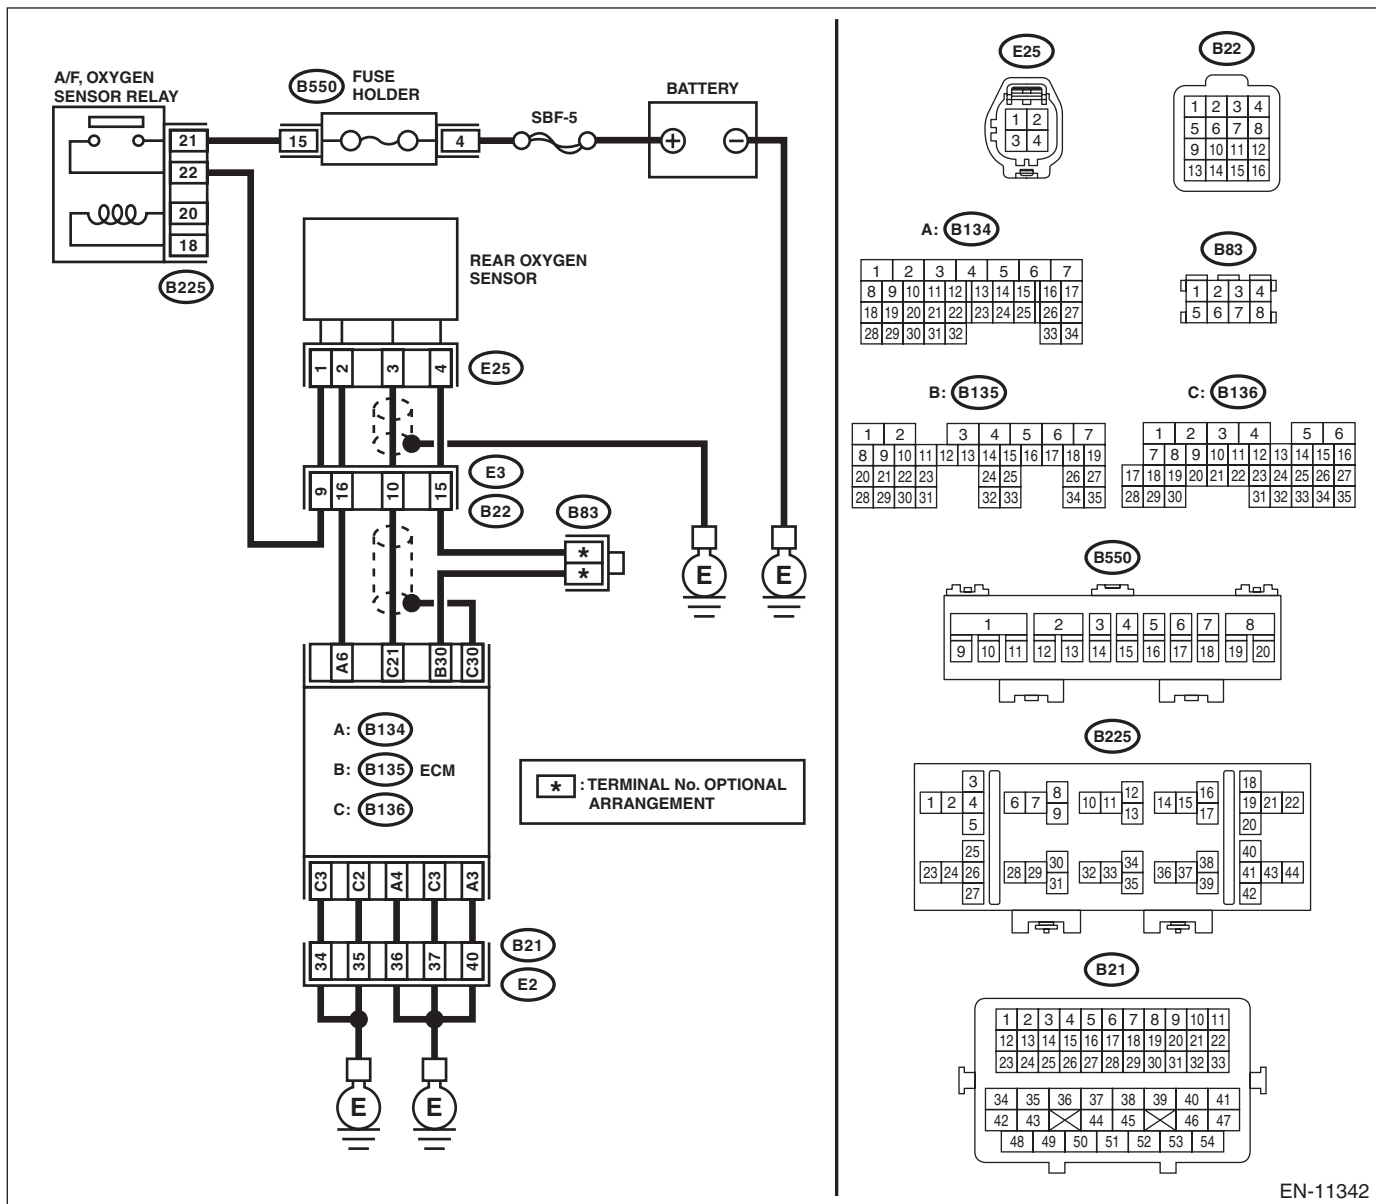 A/F, OXYGEN
SENSOR RELAY
B550
FUSE
HOLDER
SBF-5
BATTERY
21
15
4
+
−
22
20
18
B225
REAR OXYGEN
SENSOR
1 2 3 4
E25
9 16 10 15
E3
B22
B83
*
*
E
E
A6 C21 B30 C30
A: B134
B: B135 ECM
C: B136
* : TERMINAL No. OPTIONAL
ARRANGEMENT
C3 C2 A4 C3 A3
34 35 36 37 40
B21
E2
E
E
E25
1 2
3 4
B22
1 2 3 4
5 6 7 8
9 10 11 12
13 14 15 16
A: B134
1 2 3 4 5 6 7
8 9 10 11 12 13 14 15 16 17
18 19 20 21 22 23 24 25 26 27
28 29 30 31 32 33 34
B83
1 2 3 4
5 6 7 8
B: B135
1 2 3 4 5 6 7
8 9 10 11 12 13 14 15 16 17 18 19
20 21 22 23 24 25 26 27
28 29 30 31 32 33 34 35
C: B136
1 2 3 4 5 6
7 8 9 10 11 12 13 14 15 16
17 18 19 20 21 22 23 24 25 26 27
28 29 30 31 32 33 34 35
B550
1 2 3 4 5 6 7 8
9 10 11 12 13 14 15 16 17 18 19 20
B225
3 8 12 16 18
1 2 4 6 7 10 11 14 15 19 21 22
5 9 13 17 20
25 30 34 38 40
23 24 26 28 29 32 33 36 37 41 43 44
27 31 35 39 42
B21
1 2 3 4 5 6 7 8 9 10 11
12 13 14 15 16 17 18 19 20 21 22
23 24 25 26 27 28 29 30 31 32 33
34 35 36 37 38 39 40 41
42 43 44 45 46 47
48 49 50 51 52 53 54
EN-11342